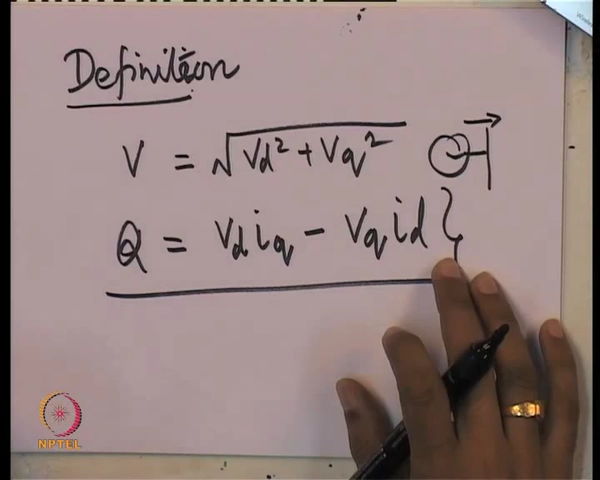 Definition
V = √Vd² + Vq²
Q = Vd iq - Vq id }
NPTEL